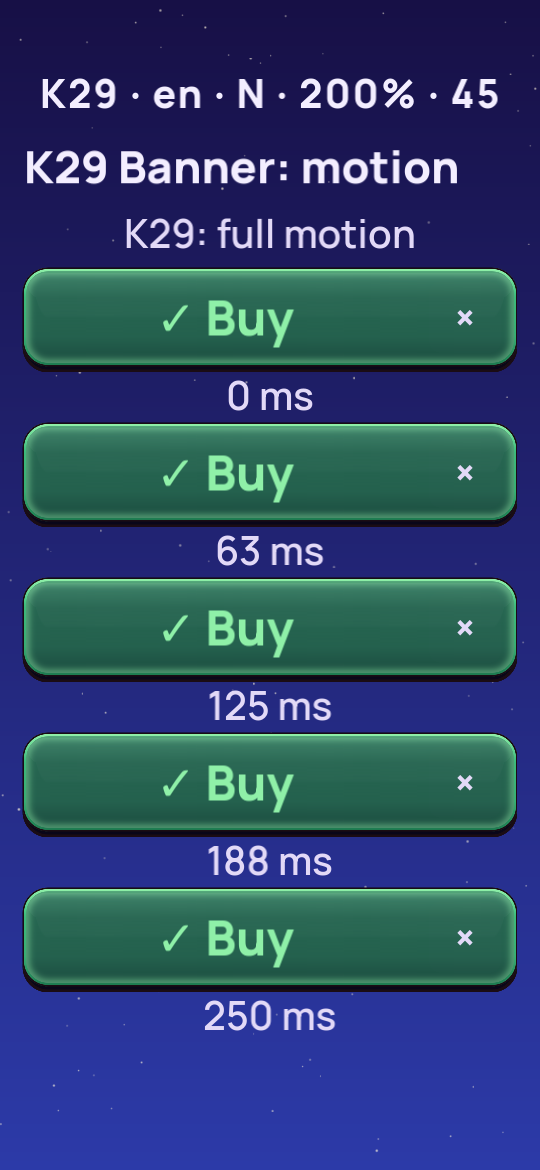 K29 · en · N · 200% · 45
K29 Banner: motion
K29: full motion
✓ Buy ×
0 ms
✓ Buy ×
63 ms
✓ Buy ×
125 ms
✓ Buy ×
188 ms
✓ Buy ×
250 ms